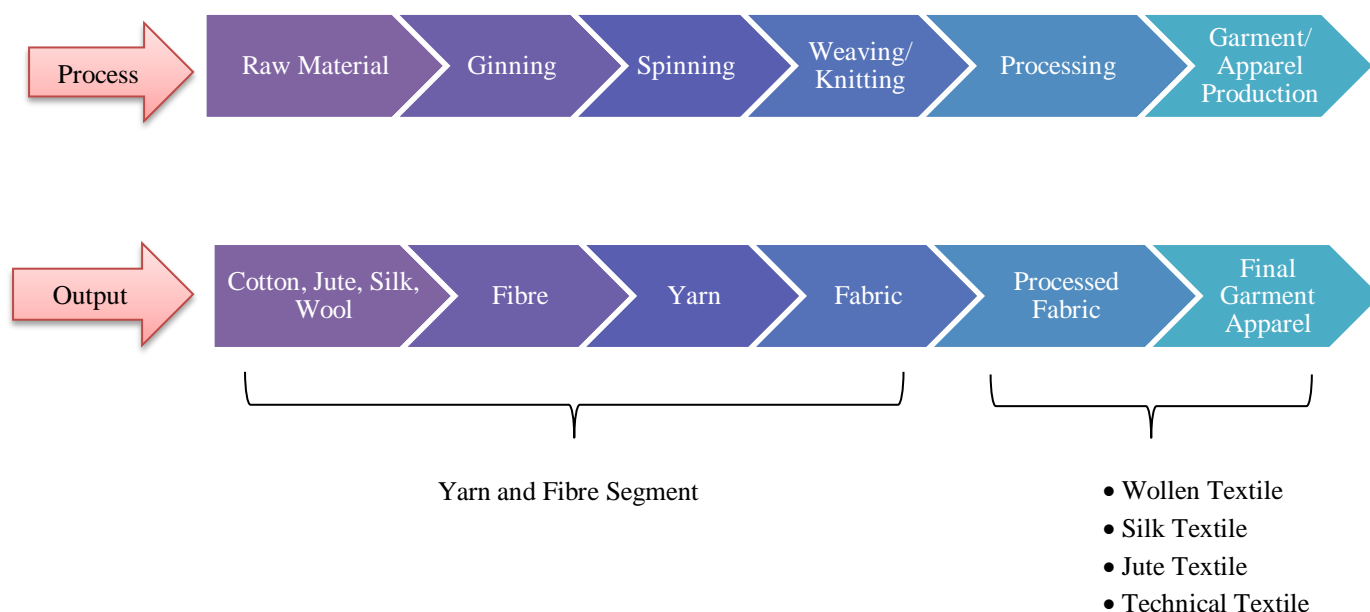 Process
Raw Material
Ginning
Spinning
Weaving/
Knitting
Processing
Garment/
Apparel
Production
Output
Cotton, Jute, Silk,
Wool
Fibre
Yarn
Fabric
Processed
Fabric
Final
Garment
Apparel
Yarn and Fibre Segment
• Wollen Textile
• Silk Textile
• Jute Textile
• Technical Textile